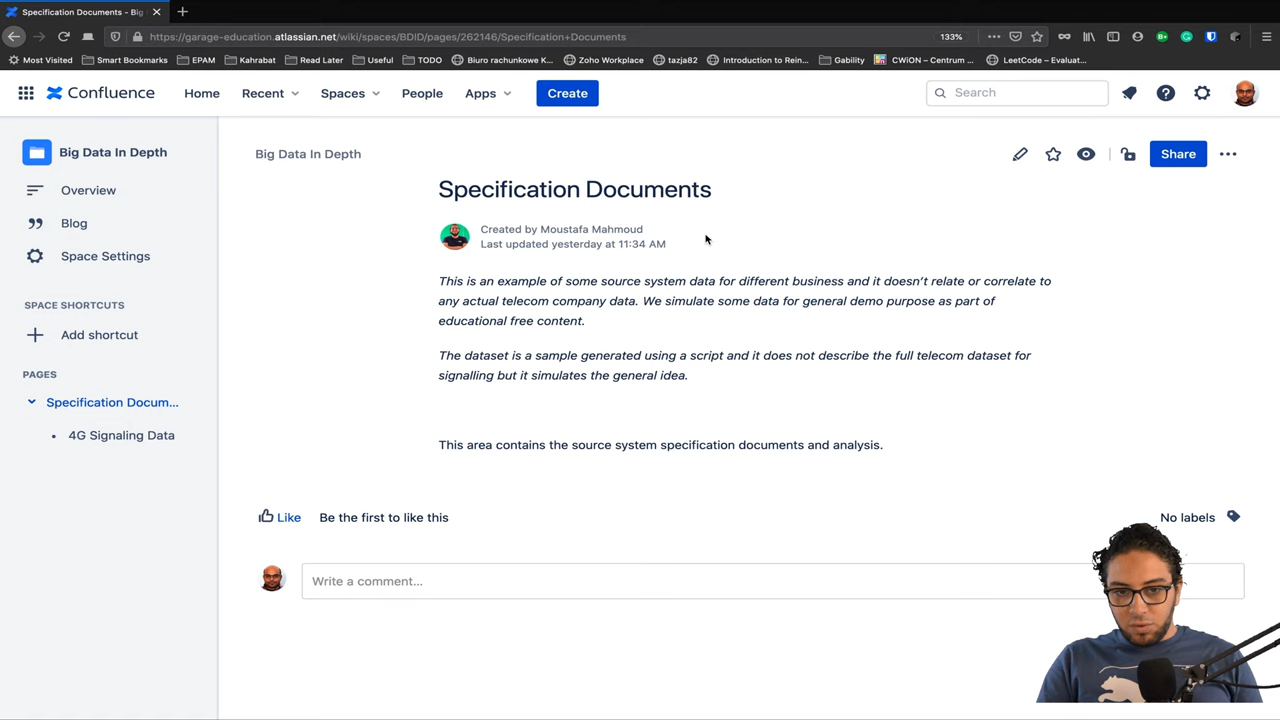 Specification Documents - Big
https://garage-education.atlassian.net/wiki/spaces/BDID/pages/262146/Specification+Documents
133%
Most Visited
Smart Bookmarks
EPAM
Kahrabat
Read Later
Useful
TODO
Biuro rachunkowe K...
Zoho Workplace
tazja82
Introduction to Rein...
Gability
CWiON – Centrum ...
LeetCode – Evaluat...
Confluence
Home
Recent
Spaces
People
Apps
Create
Search
Big Data In Depth
Overview
Blog
Space Settings
SPACE SHORTCUTS
Add shortcut
PAGES
Specification Docum...
4G Signaling Data
Big Data In Depth
Share
Specification Documents
Created by Moustafa Mahmoud
Last updated yesterday at 11:34 AM
This is an example of some source system data for different business and it doesn't relate or correlate to
any actual telecom company data. We simulate some data for general demo purpose as part of
educational free content.
The dataset is a sample generated using a script and it does not describe the full telecom dataset for
signalling but it simulates the general idea.
This area contains the source system specification documents and analysis.
Like
Be the first to like this
No labels
Write a comment...